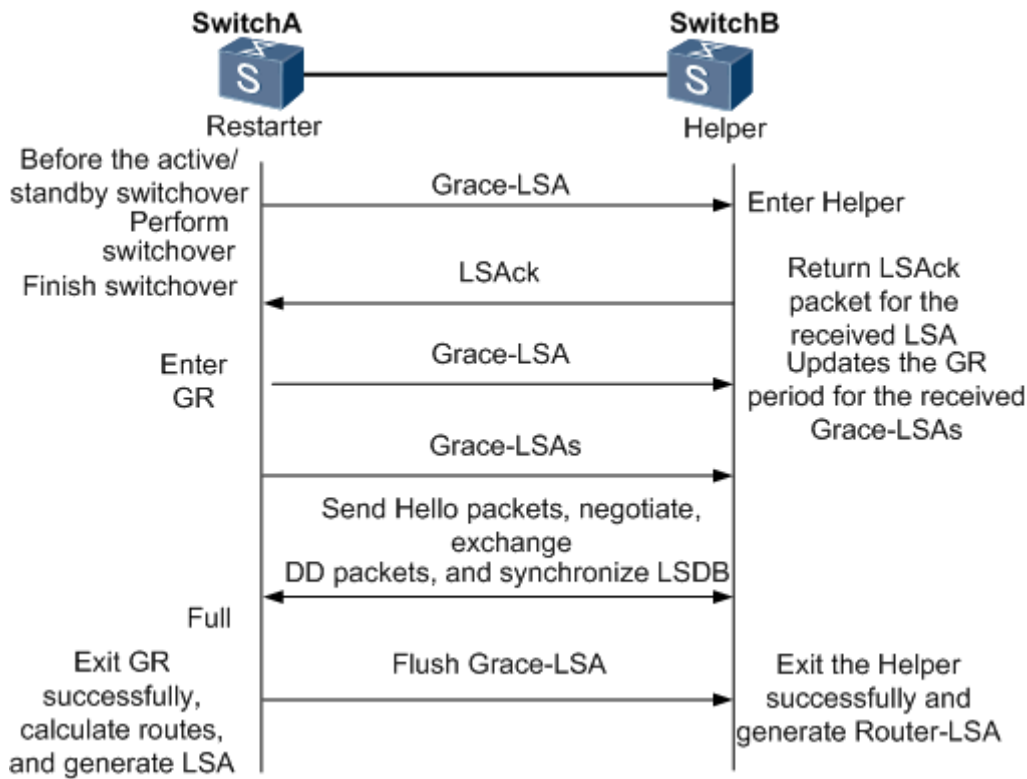 SwitchA
SwitchB
S
S
Restarter
Helper
Before the active/
standby switchover
Grace-LSA
Enter Helper
Perform
switchover
Finish switchover
LSAck
Return LSAck
packet for the
received LSA
Enter
GR
Grace-LSA
Updates the GR
period for the received
Grace-LSAs
Grace-LSAs
Send Hello packets, negotiate,
exchange
DD packets, and synchronize LSDB
Full
Exit GR
successfully,
calculate routes,
and generate LSA
Flush Grace-LSA
Exit the Helper
successfully and
generate Router-LSA